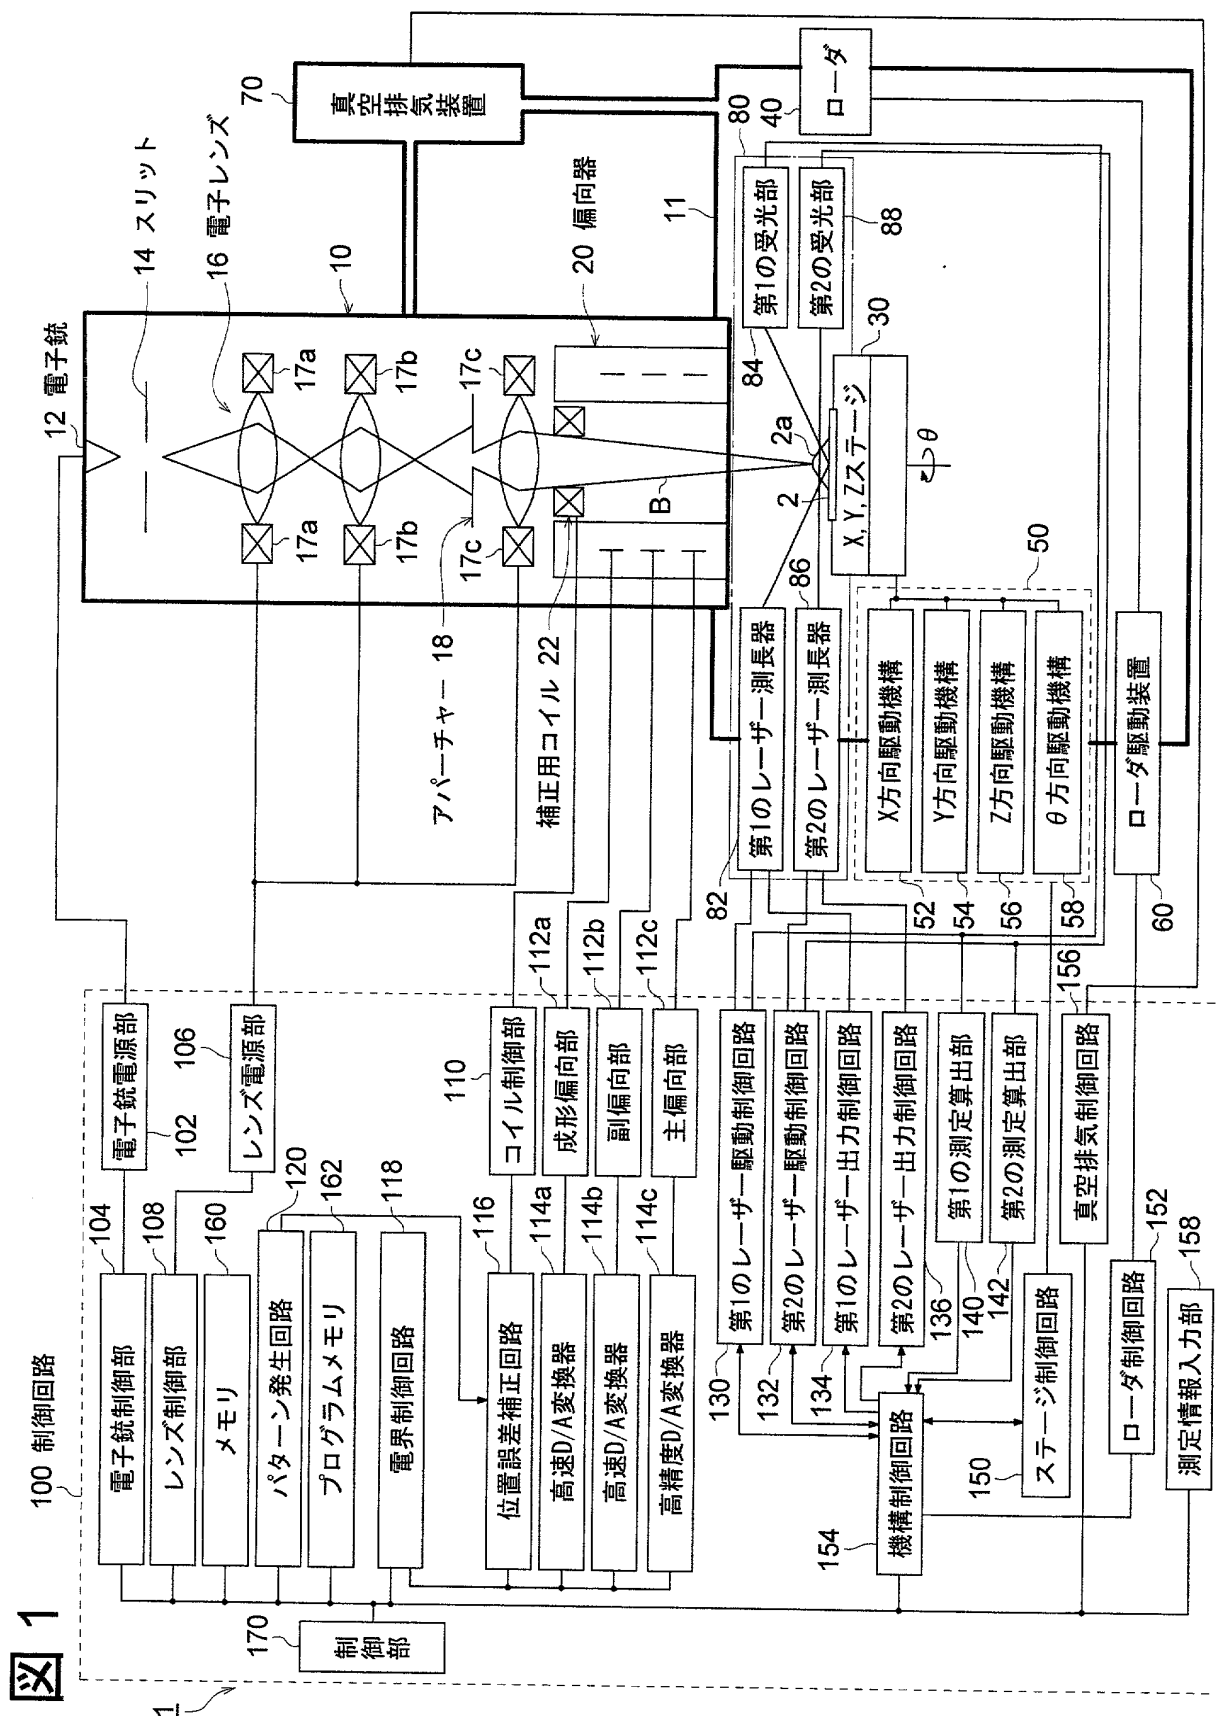 図 1
1
100 制御回路
170
制御部
104
電子銃制御部
108
レンズ制御部
160
メモリ
120
パターン発生回路
162
プログラムメモリ
118
電界制御回路
電子銃電源部
102
レンズ電源部
106
116
位置誤差補正回路
114a
高速D/A変換器
114b
高速D/A変換器
114c
高精度D/A変換器
110
コイル制御部
112a
成形偏向部
112b
副偏向部
112c
主偏向部
130
第1のレーザー駆動制御回路
132
第2のレーザー駆動制御回路
134
第1のレーザー出力制御回路
136
第2のレーザー出力制御回路
140
第1の測定算出部
142
第2の測定算出部
154
機構制御回路
150
ステージ制御回路
156
真空排気制御回路
152
ローダ制御回路
158
測定情報入力部
12 電子銃
14 スリット
16 電子レンズ
17a
17a
17b
17b
17c
17c
アパーチャー 18
補正用コイル 22
10
20 偏向器
B
70
真空排気装置
11
80
82
第1のレーザー測長器
86
第2のレーザー測長器
84
第1の受光部
88
第2の受光部
2
2a
30
X, Y, Zステージ
θ
50
52
X方向駆動機構
54
Y方向駆動機構
56
Z方向駆動機構
58
θ方向駆動機構
60
ローダ駆動装置
40
ローダ